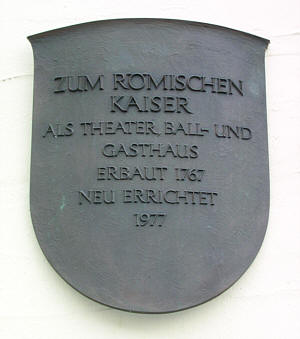 ZUM RÖMISCHEN
KAISER
ALS THEATER, BALL- UND
GASTHAUS
ERBAUT 1767
NEU ERRICHTET
1977